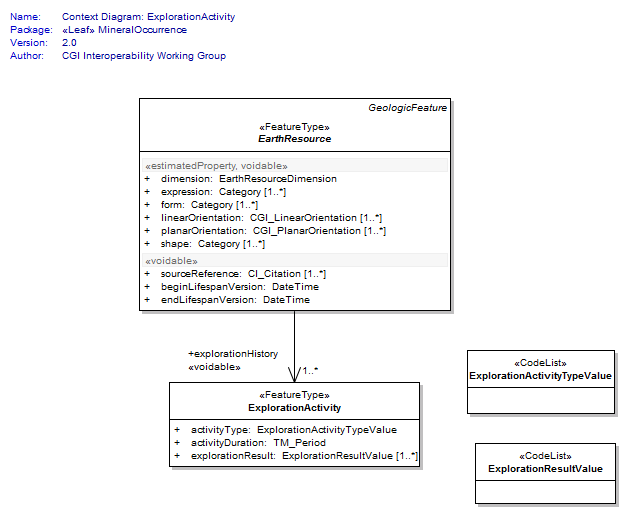 Name: Context Diagram: ExplorationActivity
Package: «Leaf» MineralOccurrence
Version: 2.0
Author: CGI Interoperability Working Group
GeologicFeature
«FeatureType»
EarthResource
«estimatedProperty, voidable»
+ dimension: EarthResourceDimension
+ expression: Category [1..*]
+ form: Category [1..*]
+ linearOrientation: CGI_LinearOrientation [1..*]
+ planarOrientation: CGI_PlanarOrientation [1..*]
+ shape: Category [1..*]
«voidable»
+ sourceReference: CI_Citation [1..*]
+ beginLifespanVersion: DateTime
+ endLifespanVersion: DateTime
+explorationHistory
«voidable»
1..*
«FeatureType»
ExplorationActivity
+ activityType: ExplorationActivityTypeValue
+ activityDuration: TM_Period
+ explorationResult: ExplorationResultValue [1..*]
«CodeList»
ExplorationActivityTypeValue
«CodeList»
ExplorationResultValue